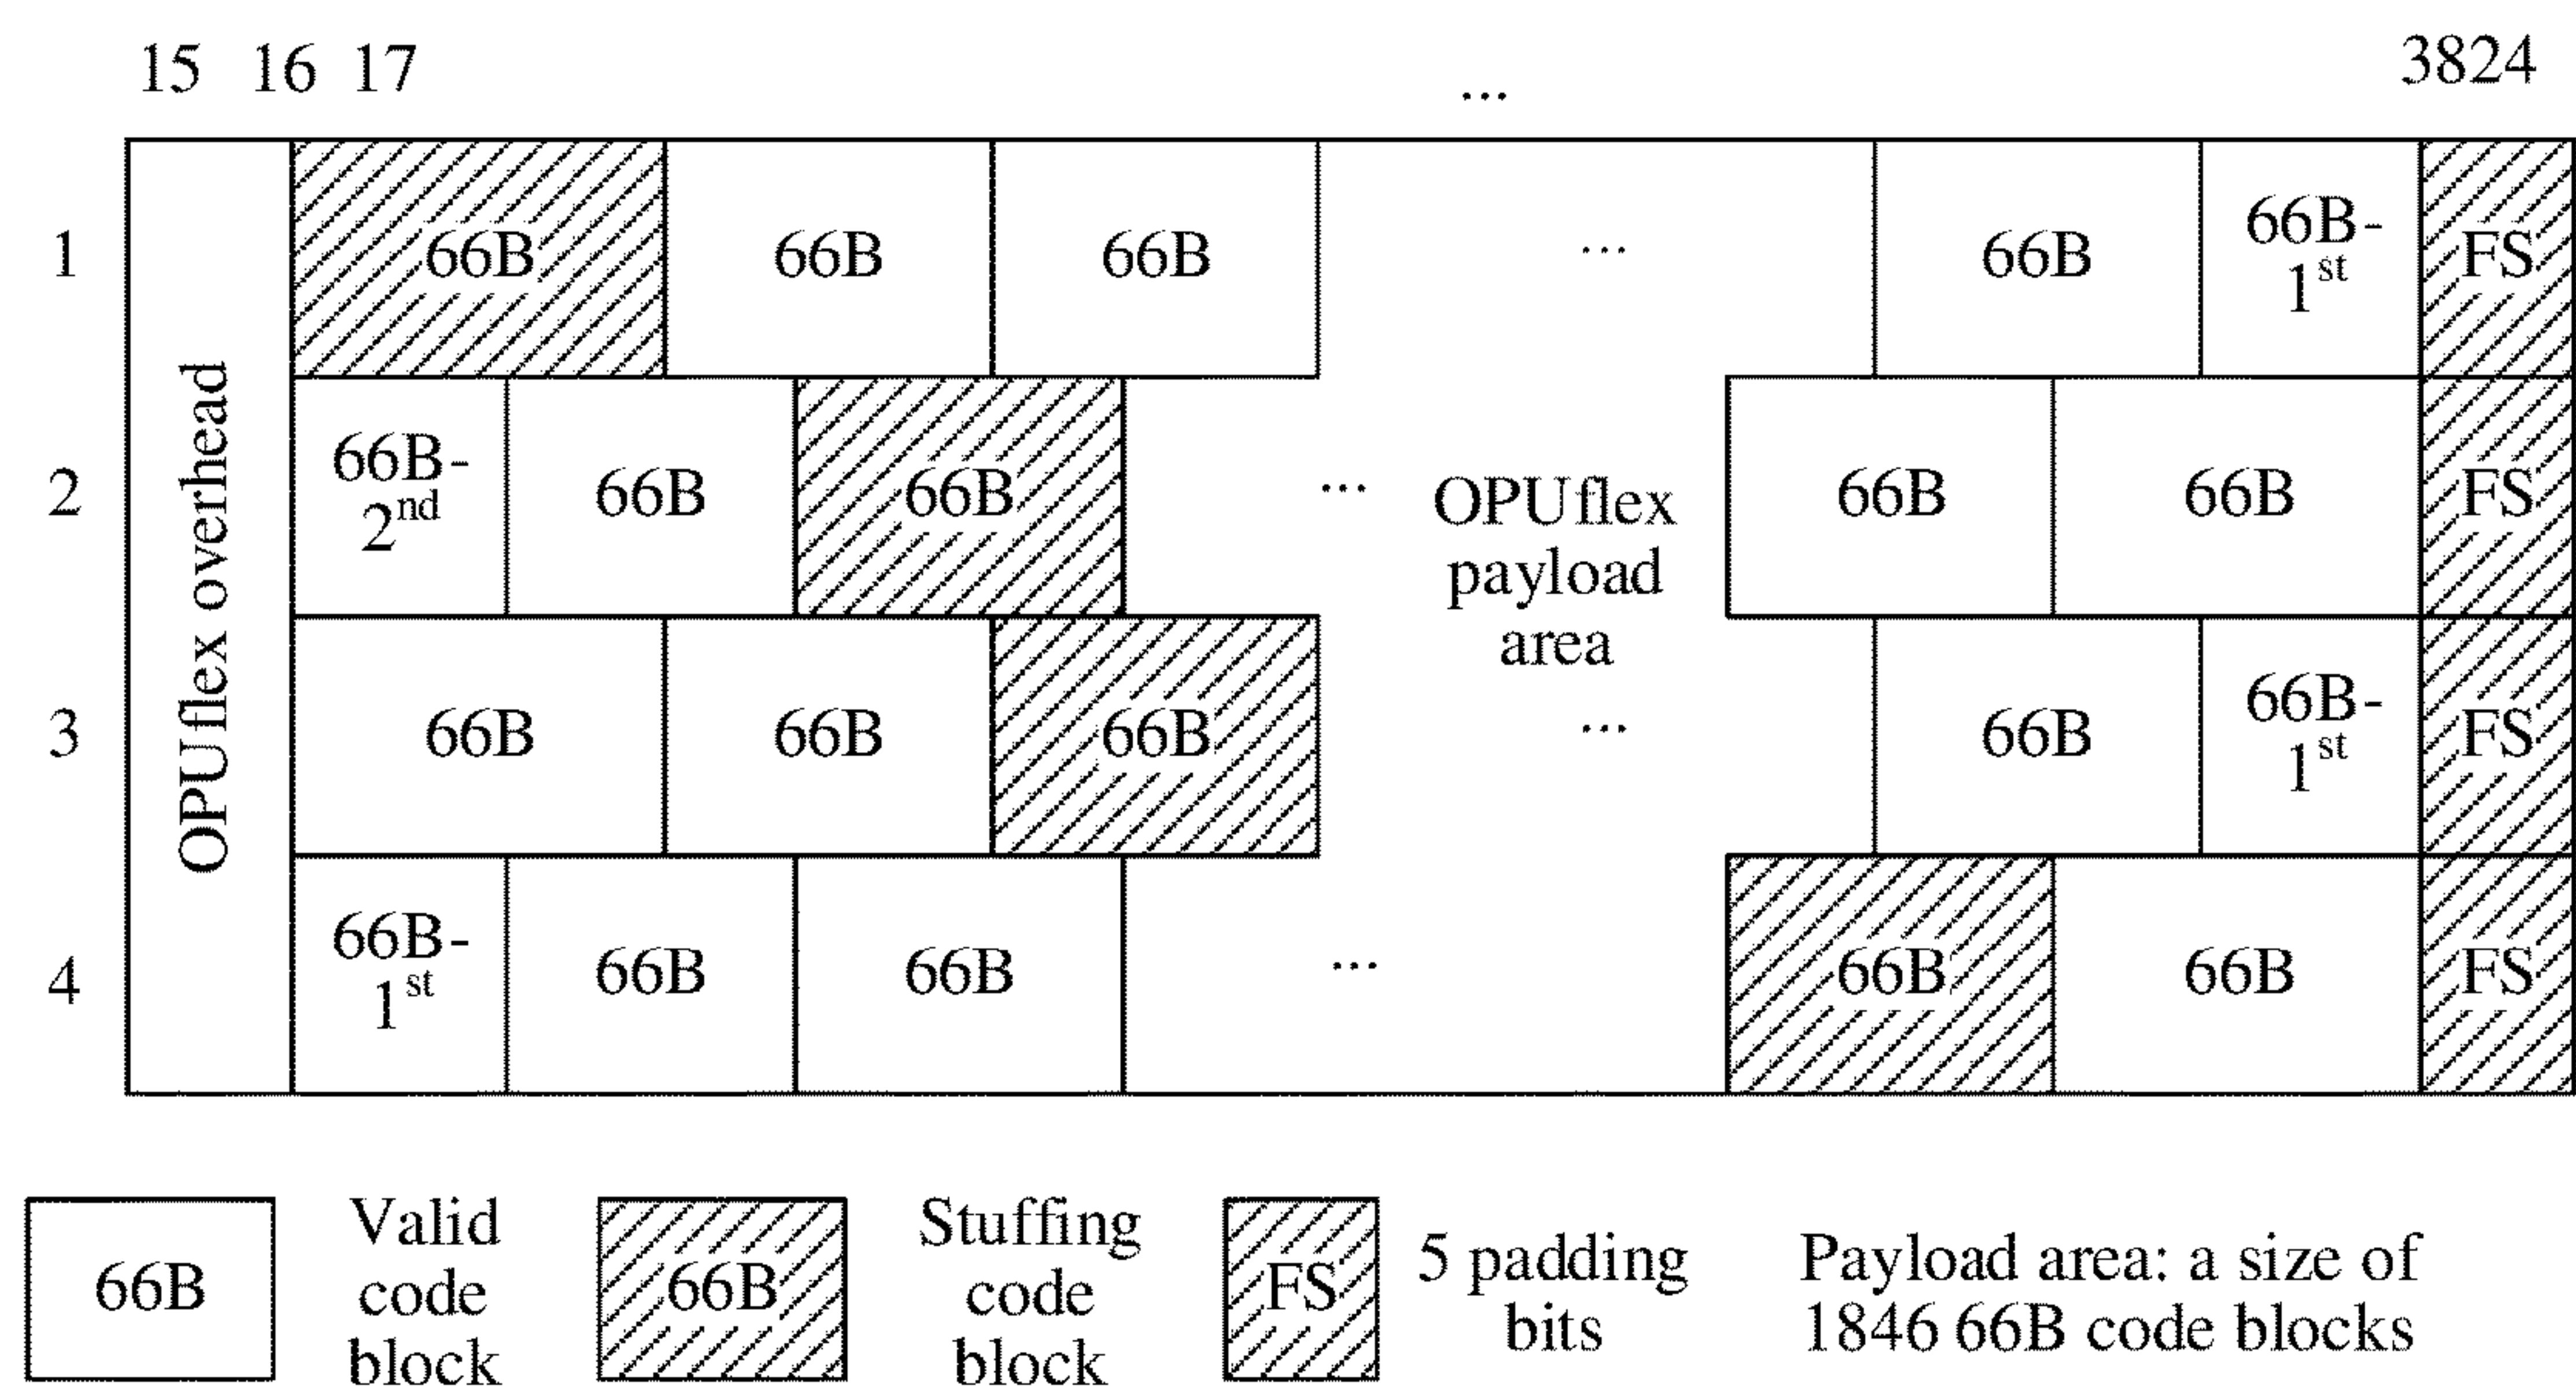 15 16 17 ... 3824
OPUflex overhead
1 66B 66B 66B ... 66B 66B-1st FS
2 66B-2nd 66B 66B ... 66B 66B FS
OPUflex
payload
area
3 66B 66B 66B ... 66B 66B-1st FS
4 66B-1st 66B 66B ... 66B 66B FS
66B
Valid
code
block
66B
Stuffing
code
block
FS
5 padding
bits
Payload area: a size of
1846 66B code blocks